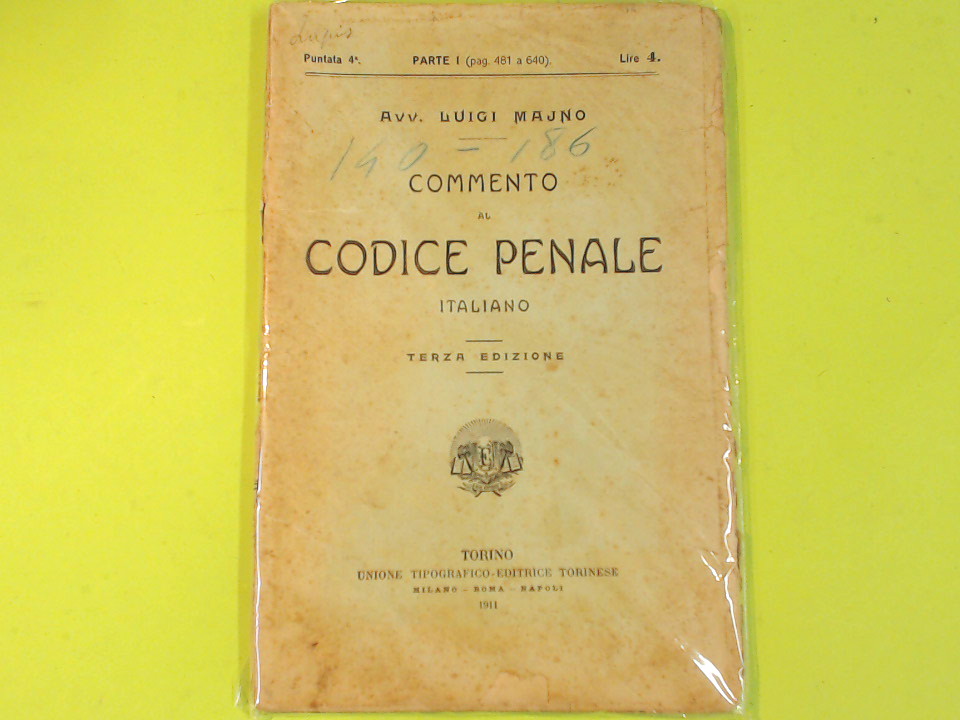 Lupis
Puntata 4ª. PARTE I (pag. 481 a 640). Lire 4.
Avv. LUIGI MAJNO
140 = 186
COMMENTO
AL
CODICE PENALE
ITALIANO
TERZA EDIZIONE
TORINO
UNIONE TIPOGRAFICO-EDITRICE TORINESE
MILANO - ROMA - NAPOLI
1911